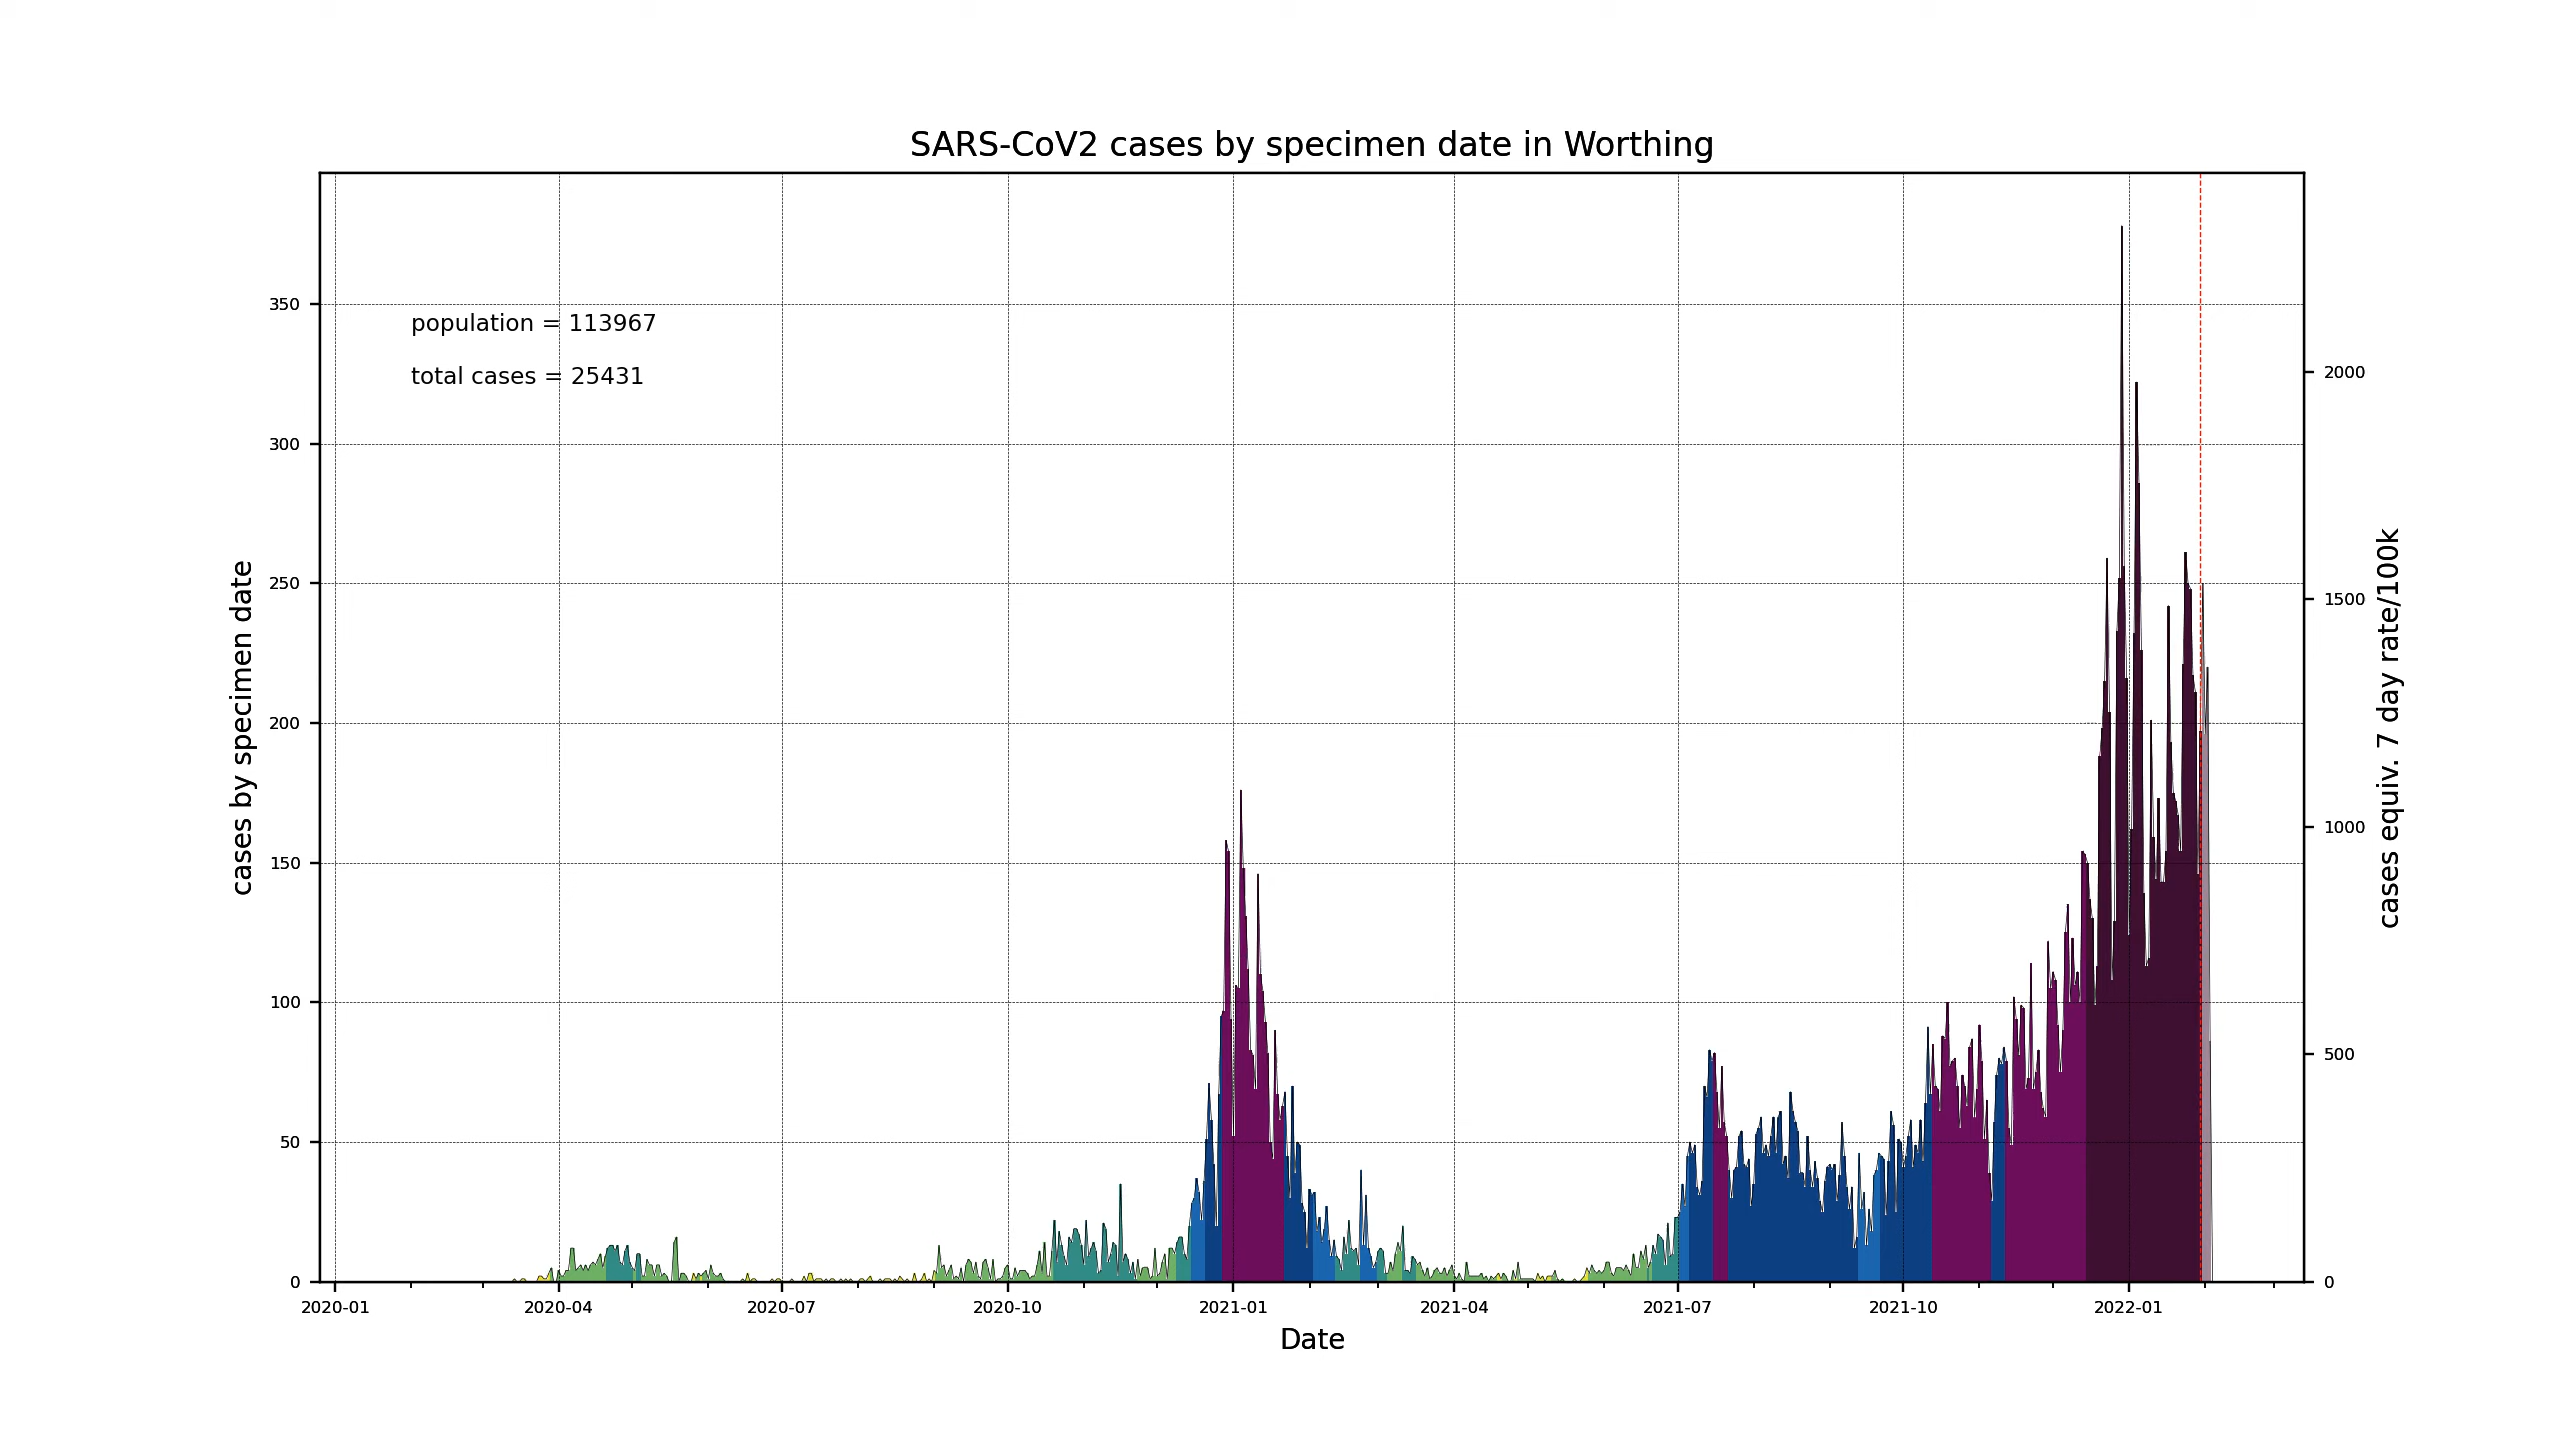 SARS-CoV2 cases by specimen date in Worthing
population = 113967
total cases = 25431
cases by specimen date
350
300
250
200
150
100
50
0
2000
1500
1000
500
0
cases equiv. 7 day rate/100k
2020-01 2020-04 2020-07 2020-10 2021-01 2021-04 2021-07 2021-10 2022-01
Date